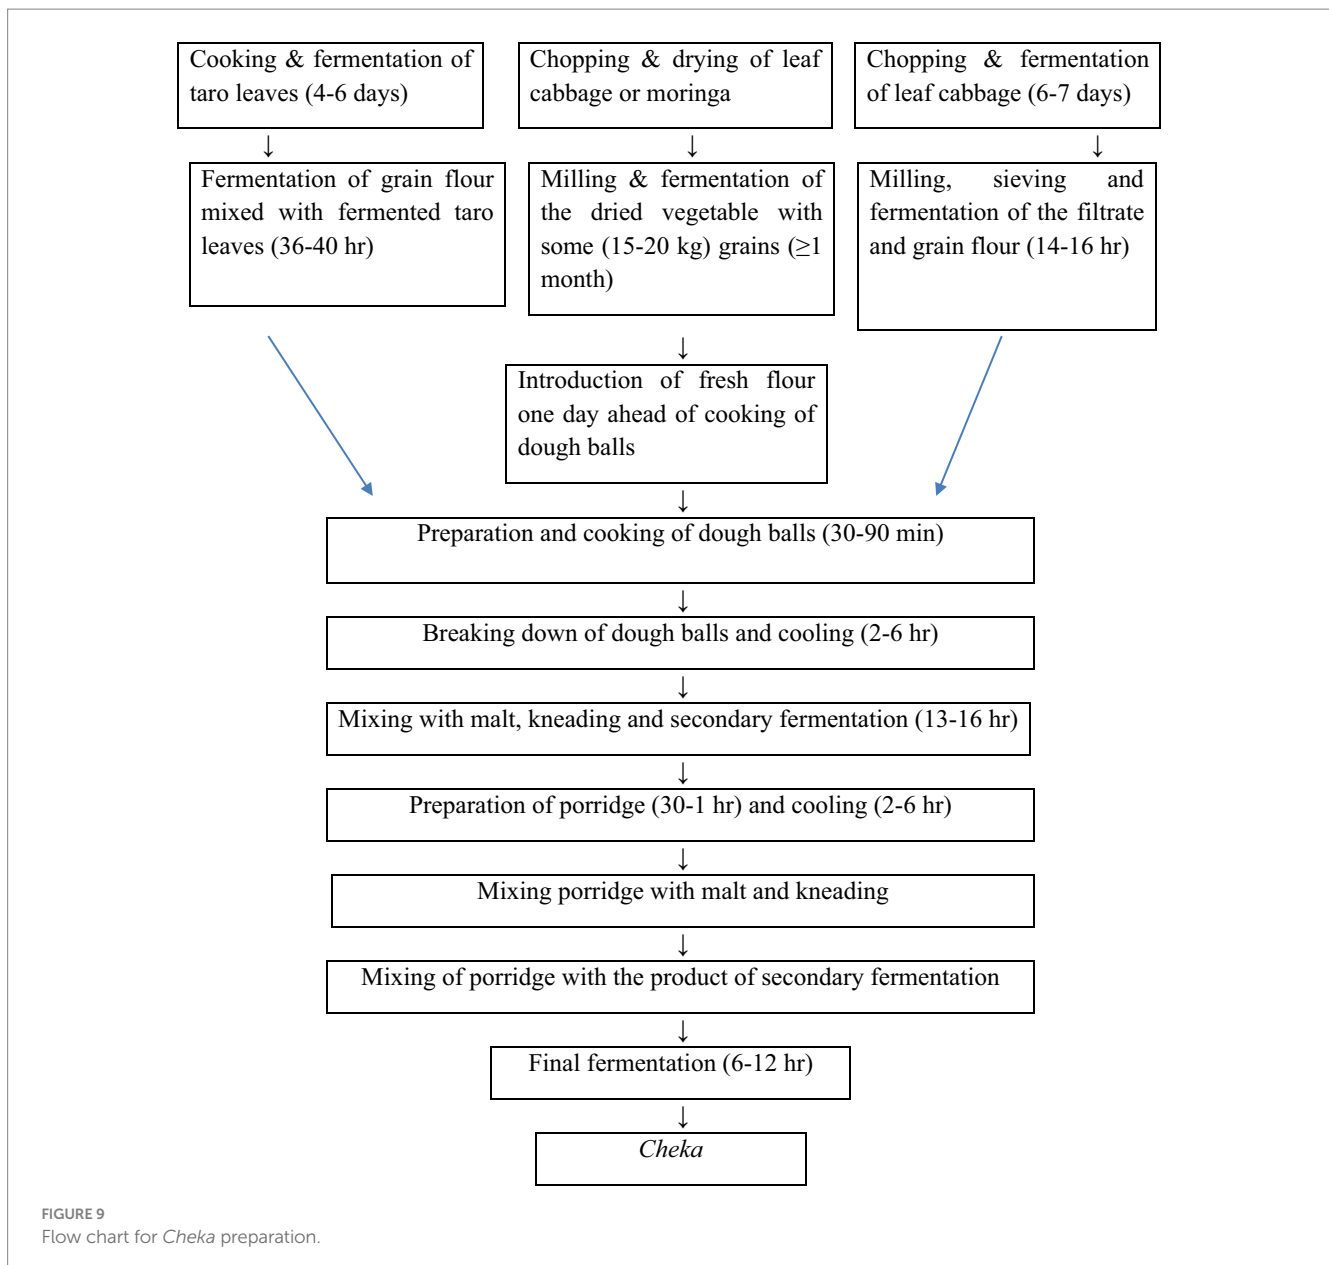 Cooking & fermentation of
taro leaves (4-6 days)
Chopping & drying of leaf
cabbage or moringa
Chopping & fermentation
of leaf cabbage (6-7 days)
↓
↓
↓
Fermentation of grain flour
mixed with fermented taro
leaves (36-40 hr)
Milling & fermentation of
the dried vegetable with
some (15-20 kg) grains (≥1
month)
Milling, sieving and
fermentation of the filtrate
and grain flour (14-16 hr)
↓
Introduction of fresh flour
one day ahead of cooking of
dough balls
↓
Preparation and cooking of dough balls (30-90 min)
↓
Breaking down of dough balls and cooling (2-6 hr)
↓
Mixing with malt, kneading and secondary fermentation (13-16 hr)
↓
Preparation of porridge (30-1 hr) and cooling (2-6 hr)
↓
Mixing porridge with malt and kneading
↓
Mixing of porridge with the product of secondary fermentation
↓
Final fermentation (6-12 hr)
↓
Cheka
FIGURE 9
Flow chart for Cheka preparation.